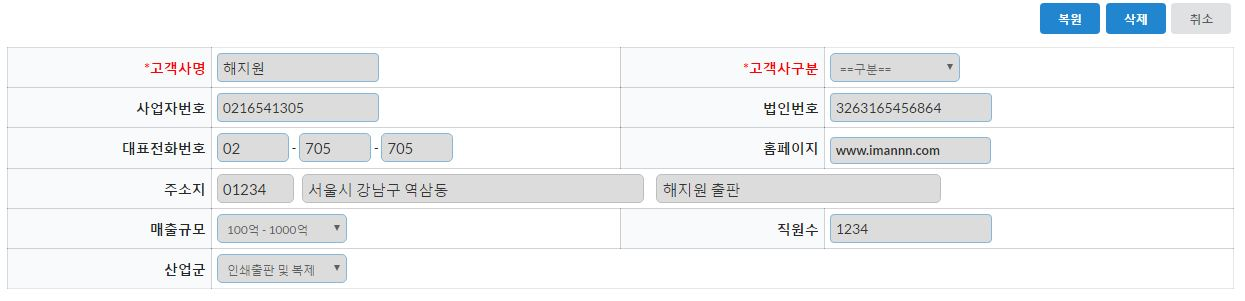 복원 삭제 취소
*고객사명 해지원 *고객사구분 ==구분==
사업자번호 0216541305 법인번호 3263165456864
대표전화번호 02 - 705 - 705 홈페이지 www.imannn.com
주소지 01234 서울시 강남구 역삼동 해지원 출판
매출규모 100억 - 1000억 직원수 1234
산업군 인쇄출판 및 복제